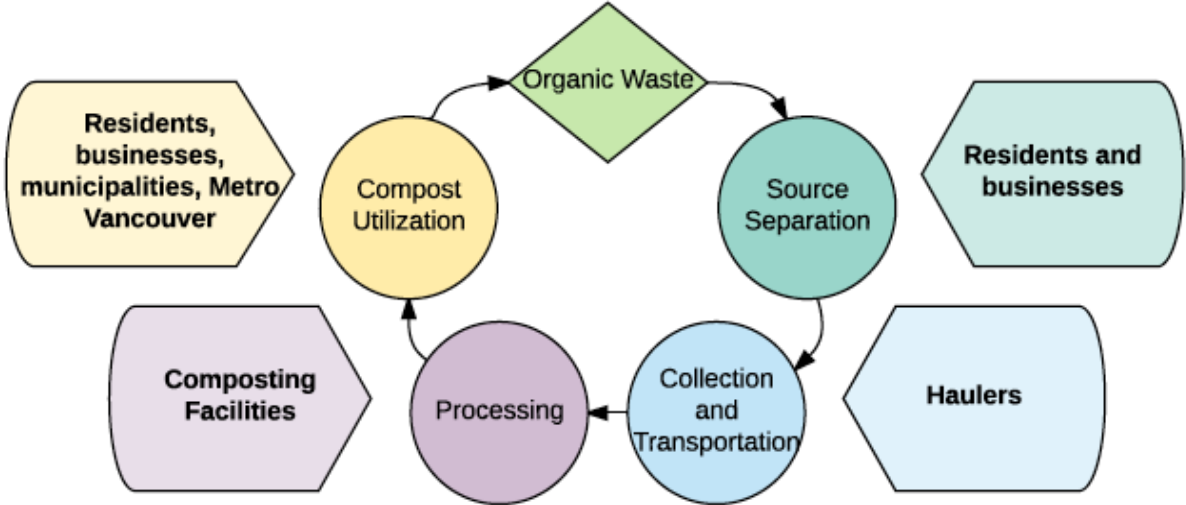 Organic Waste
Residents,
businesses,
municipalities, Metro
Vancouver
Compost
Utilization
Source
Separation
Residents and
businesses
Composting
Facilities
Processing
Collection
and
Transportation
Haulers